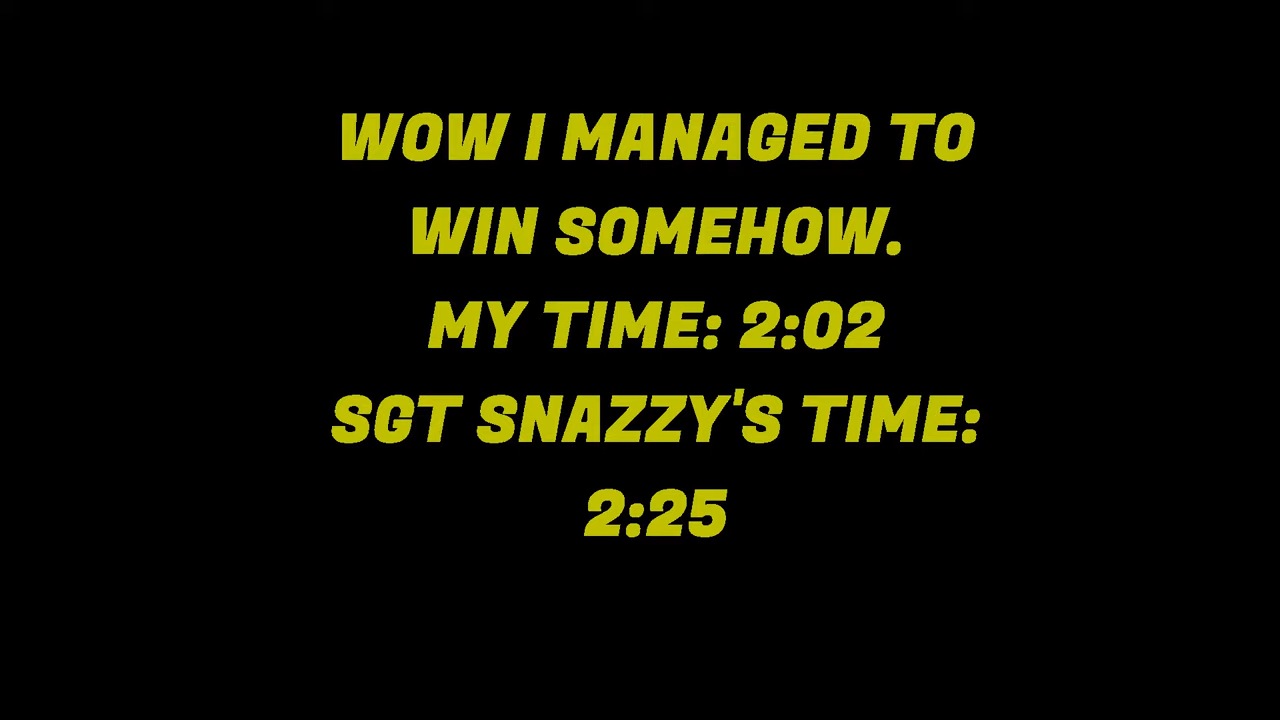 WOW I MANAGED TO
WIN SOMEHOW.
MY TIME: 2:02
SGT SNAZZY'S TIME:
2:25